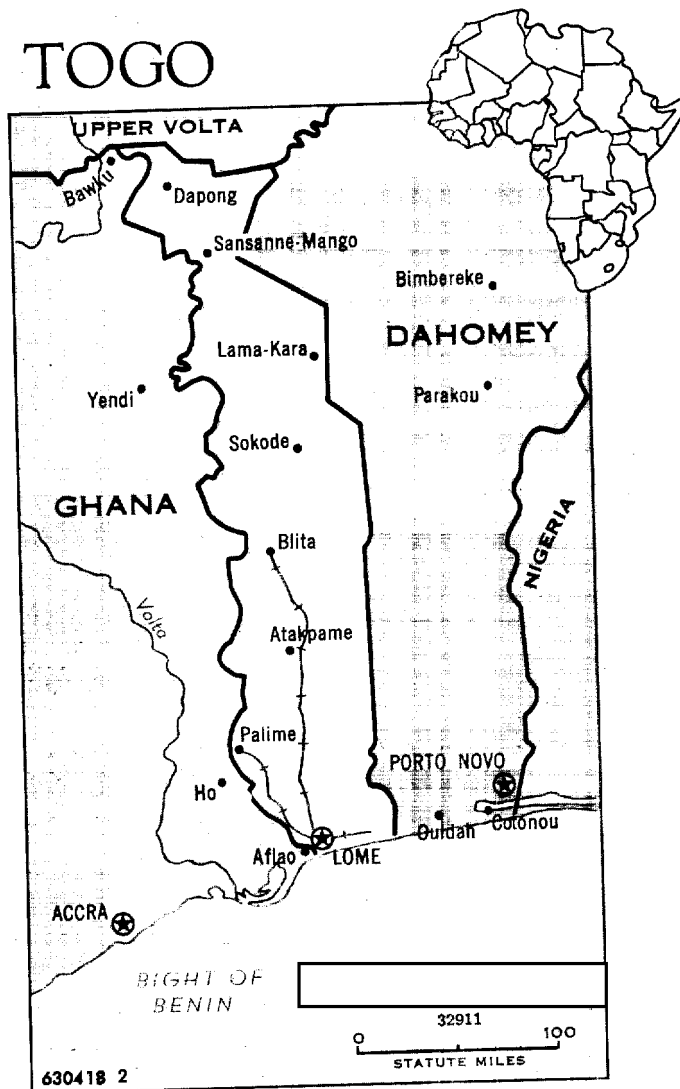 TOGO
UPPER VOLTA
Bawku
Dapong
Sansanne-Mango
Bimbereke
DAHOMEY
Lama-Kara
Yendi
Parakou
Sokode
GHANA
NIGERIA
Blita
Volta
Atakpame
Palime
PORTO NOVO
Ho
Ouidah
Cotonou
Aflao
LOME
ACCRA
BIGHT OF
BENIN
32911
0 100
STATUTE MILES
630418 2